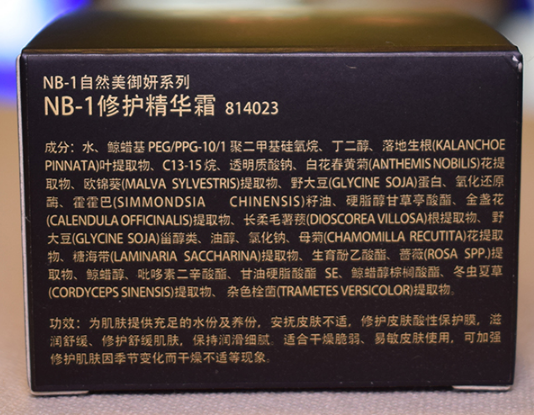 NB-1自然美御妍系列
NB-1修护精华霜 814023
成分：水、鲸蜡基PEG/PPG-10/1聚二甲基硅氧烷、丁二醇、落地生根(KALANCHOE
PINNATA)叶提取物、C13-15烷、透明质酸钠、白花春黄菊(ANTHEMIS NOBILIS)花提
取物、欧锦葵(MALVA SYLVESTRIS)提取物、野大豆(GLYCINE SOJA)蛋白、氧化还原
酶、霍霍巴(SIMMONDSIA CHINENSIS)籽油、硬脂醇甘草亭酸酯、金盏花
(CALENDULA OFFICINALIS)提取物、长柔毛薯蓣(DIOSCOREA VILLOSA)根提取物、野
大豆(GLYCINE SOJA)甾醇类、油醇、氯化钠、母菊(CHAMOMILLA RECUTITA)花提取
物、糖海带(LAMINARIA SACCHARINA)提取物、生育酚乙酸酯、蔷薇(ROSA SPP.)提
取物、鲸蜡醇、吡哆素二辛酸酯、甘油硬脂酸酯 SE、鲸蜡醇棕榈酸酯、冬虫夏草
(CORDYCEPS SINENSIS)提取物、杂色栓菌(TRAMETES VERSICOLOR)提取物.
功效：为肌肤提供充足的水份及养份，安抚皮肤不适，修护皮肤酸性保护膜，滋
润舒缓、修护舒缓肌肤，保持润滑细腻。适合干燥脆弱、易敏皮肤使用，可加强
修护肌肤因季节变化而干燥不适等现象。